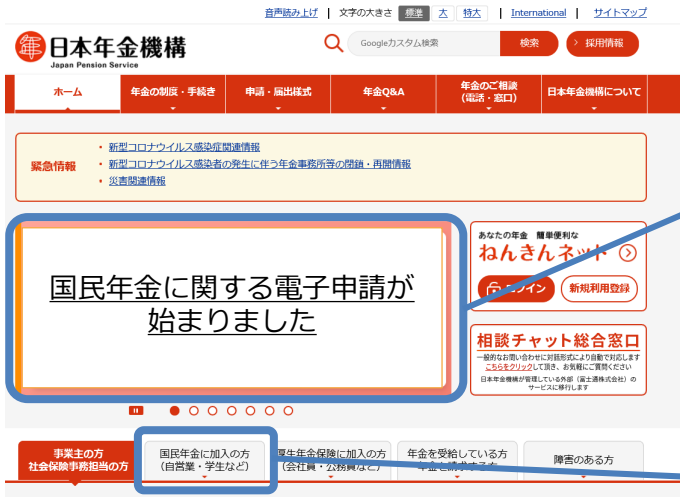 音声読み上げ 文字の大きさ 標準 大 特大 International サイトマップ
日本年金機構
Japan Pension Service
Googleカスタム検索 検索 採用情報
ホーム 年金の制度・手続き 申請・届出様式 年金Q&A 年金のご相談
(電話・窓口) 日本年金機構について
緊急情報
・ 新型コロナウイルス感染症関連情報
・ 新型コロナウイルス感染者の発生に伴う年金事務所等の閉鎖・再開情報
・ 災害関連情報
国民年金に関する電子申請が
始まりました
あなたの年金 簡単便利な
ねんきんネット
ログイン 新規利用登録
相談チャット総合窓口
一般的なお問い合わせに対話形式により自動で対応します
こちらをクリックして頂き、お気軽にご質問ください
日本年金機構が管理している外部(富士通株式会社)の
サービスに移行します
事業主の方
社会保険事務担当の方
国民年金に加入の方
(自営業・学生など)
厚生年金保険に加入の方
(会社員・公務員など)
年金を受給している方
年金を請求する方
障害のある方